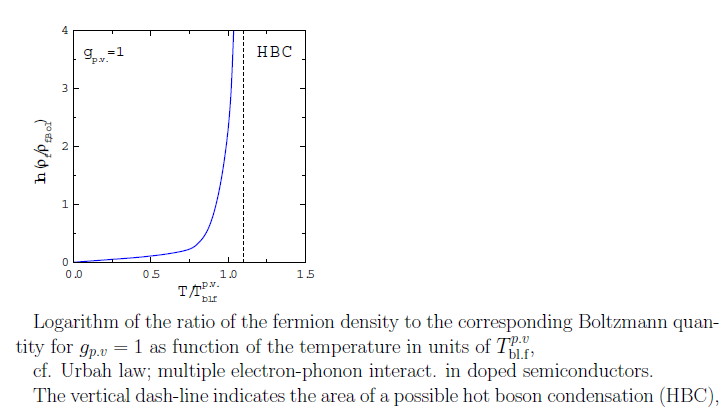 4
g_{p.v.}=1
HBC
3
ln(ρ_f/ρ_{fBol})
2
1
0
0.0 0.5 1.0 1.5
T/T^{p.v.}_{bl.f}
Logarithm of the ratio of the fermion density to the corresponding Boltzmann quan-
tity for g_{p.v} = 1 as function of the temperature in units of T^{p.v}_{bl.f},
cf. Urbah law; multiple electron-phonon interact. in doped semiconductors.
The vertical dash-line indicates the area of a possible hot boson condensation (HBC),